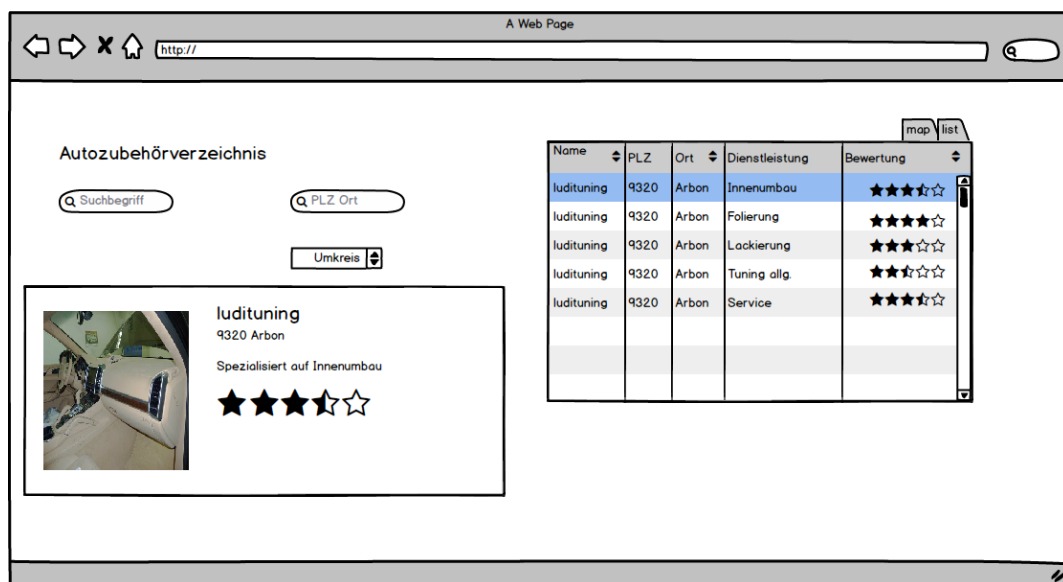 A Web Page
http://
Autozubehörverzeichnis
Suchbegriff
PLZ Ort
Umkreis
ludituning
9320 Arbon
Spezialisiert auf Innenumbau
map list
Name PLZ Ort Dienstleistung Bewertung
ludituning 9320 Arbon Innenumbau
ludituning 9320 Arbon Folierung
ludituning 9320 Arbon Lackierung
ludituning 9320 Arbon Tuning allg.
ludituning 9320 Arbon Service